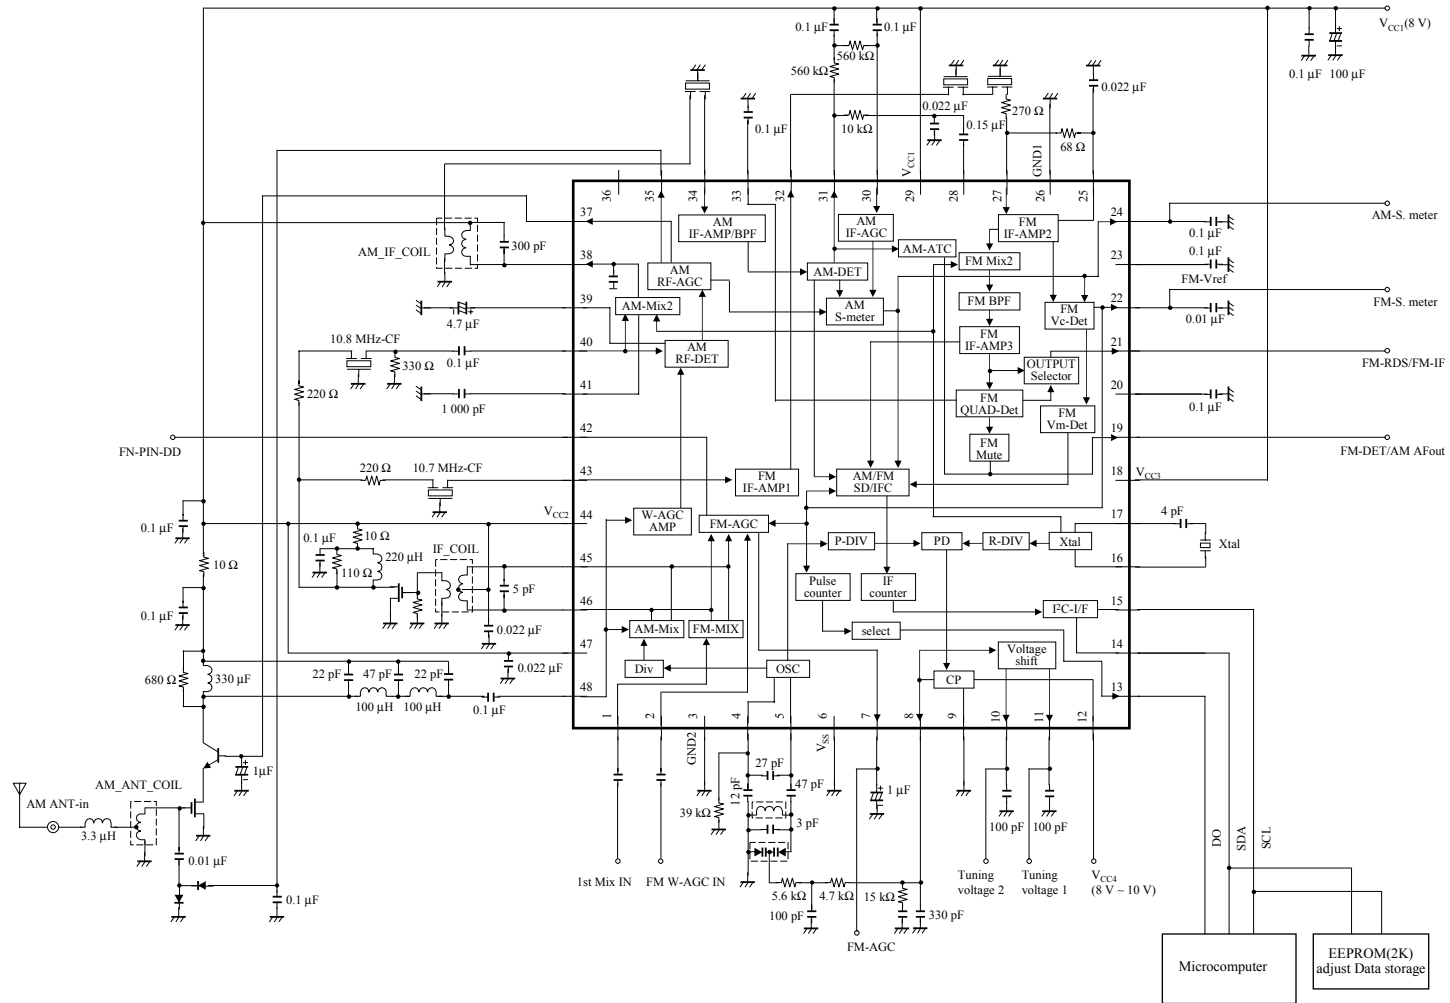 0.1 µF
0.1 µF
V_CC1(8 V)
560 kΩ
560 kΩ
0.1 µF
100 µF
0.022 µF
0.022 µF
270 Ω
0.1 µF
10 kΩ
0.15 µF
68 Ω
V_CC1
GND1
36
35
34
33
32
31
30
29
28
27
26
25
37
AM
IF-AMP/BPF
AM
IF-AGC
FM
IF-AMP2
24
AM-S. meter
0.1 µF
AM_IF_COIL
300 pF
38
AM
RF-AGC
AM-ATC
AM-DET
FM Mix2
23
0.1 µF
FM-Vref
39
4.7 µF
AM-Mix2
AM
S-meter
FM BPF
FM
Vc-Det
22
FM-S. meter
0.01 µF
10.8 MHz-CF
40
0.1 µF
330 Ω
AM
RF-DET
FM
IF-AMP3
OUTPUT
Selector
21
FM-RDS/FM-IF
220 Ω
41
1 000 pF
FM
QUAD-Det
20
0.1 µF
42
FN-PIN-DD
FM
Vm-Det
FM
Mute
19
FM-DET/AM AFout
220 Ω
10.7 MHz-CF
43
FM
IF-AMP1
AM/FM
SD/IFC
18
V_CC3
0.1 µF
V_CC2
44
W-AGC
AMP
FM-AGC
P-DIV
PD
R-DIV
Xtal
17
4 pF
Xtal
16
10 Ω
0.1 µF
10 Ω
220 µH
110 Ω
IF_COIL
45
5 pF
Pulse
counter
IF
counter
0.1 µF
46
0.022 µF
AM-Mix
FM-MIX
select
I²C-I/F
15
14
47
0.022 µF
Div
OSC
Voltage
shift
CP
680 Ω
330 µF
22 pF
47 pF
22 pF
48
100 µH
100 µH
0.1 µF
13
1
2
3
4
5
6
7
8
9
10
11
12
GND2
V_SS
1µF
AM_ANT_COIL
AM ANT-in
3.3 µH
0.01 µF
0.1 µF
27 pF
12 pF
47 pF
39 kΩ
3 pF
1 µF
100 pF
100 pF
DO
SDA
SCL
1st Mix IN
FM W-AGC IN
5.6 kΩ
4.7 kΩ
15 kΩ
100 pF
330 pF
FM-AGC
Tuning
voltage 2
Tuning
voltage 1
V_CC4
(8 V ~ 10 V)
Microcomputer
EEPROM(2K)
adjust Data storage